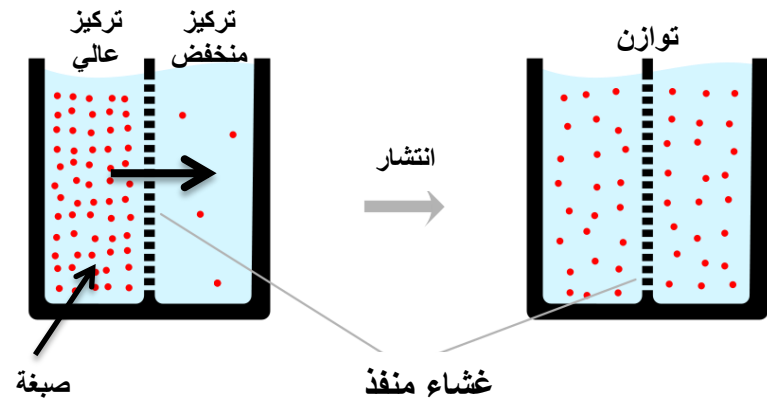 تركيز
عالي
تركيز
منخفض
توازن
انتشار
صبغة
غشاء منفذ